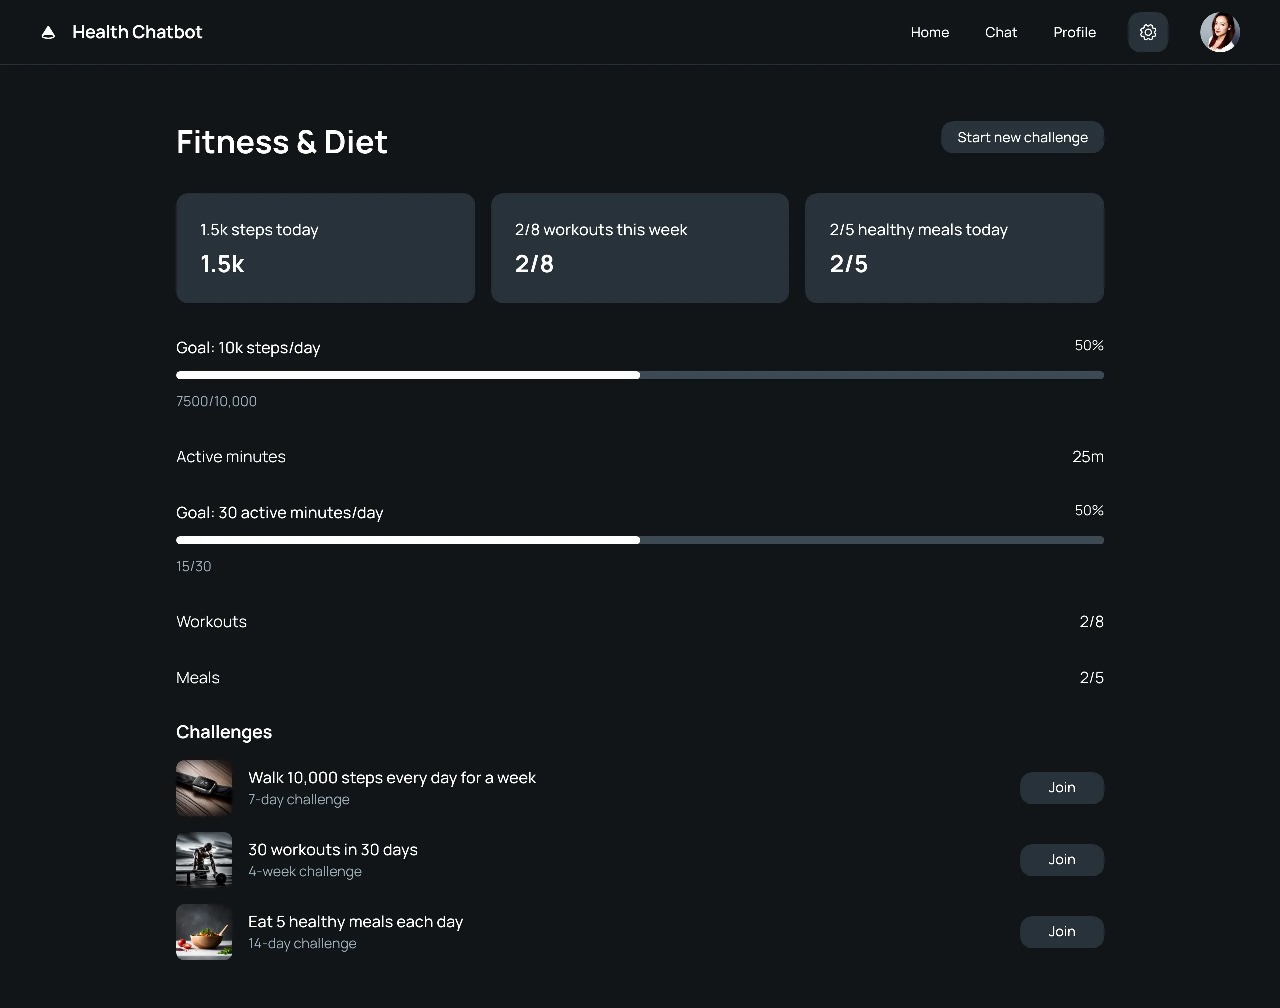 Health Chatbot
Home
Chat
Profile
Fitness & Diet
Start new challenge
1.5k steps today
1.5k
2/8 workouts this week
2/8
2/5 healthy meals today
2/5
Goal: 10k steps/day
50%
7500/10,000
Active minutes
25m
Goal: 30 active minutes/day
50%
15/30
Workouts
2/8
Meals
2/5
Challenges
Walk 10,000 steps every day for a week
7-day challenge
Join
30 workouts in 30 days
4-week challenge
Join
Eat 5 healthy meals each day
14-day challenge
Join